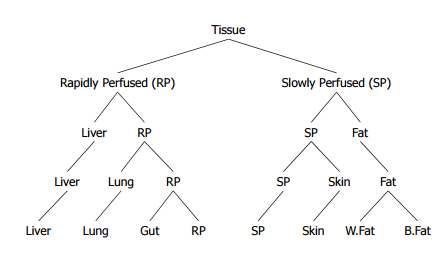 Tissue
Rapidly Perfused (RP) Slowly Perfused (SP)
Liver RP SP Fat
Liver Lung RP SP Skin Fat
Liver Lung Gut RP SP Skin W.Fat B.Fat